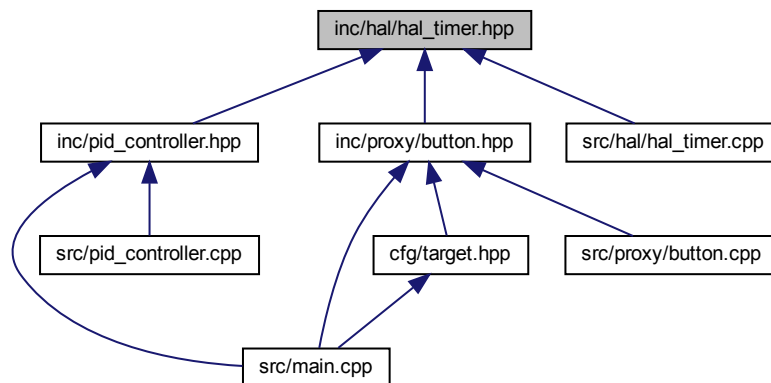 inc/hal/hal_timer.hpp
inc/pid_controller.hpp
inc/proxy/button.hpp
src/hal/hal_timer.cpp
src/pid_controller.cpp
cfg/target.hpp
src/proxy/button.cpp
src/main.cpp